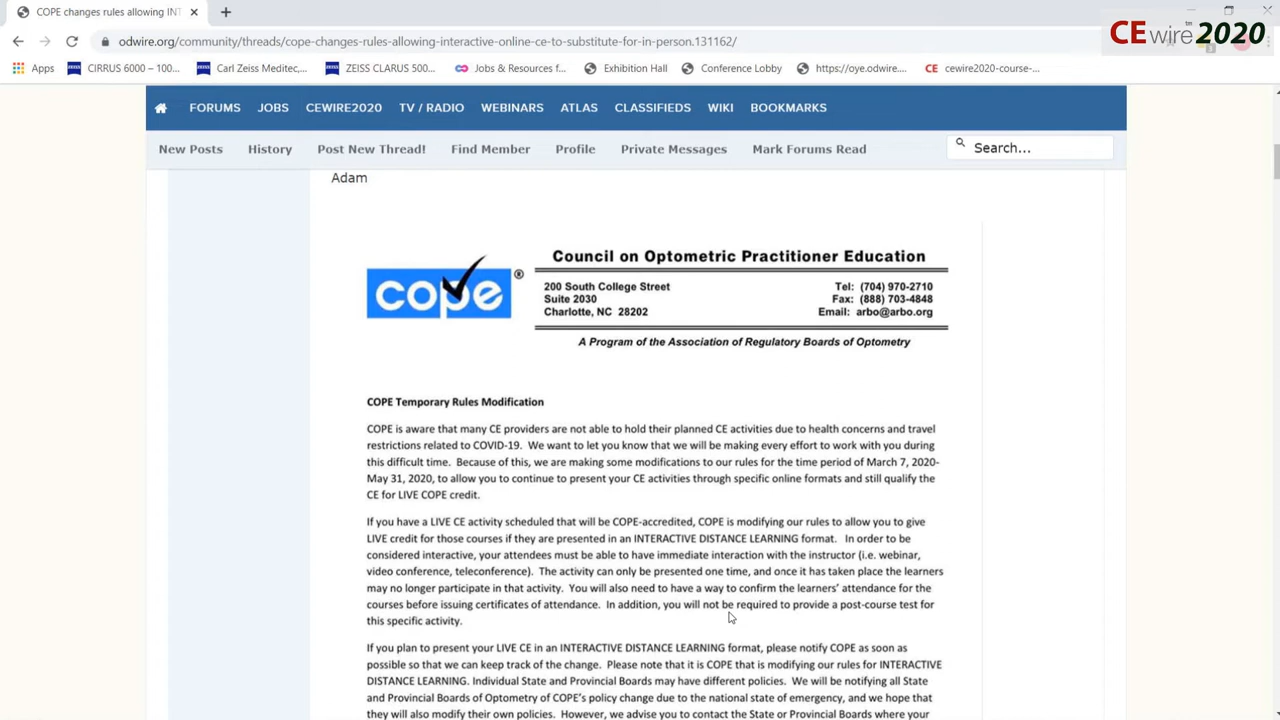 COPE changes rules allowing INT
odwire.org/community/threads/cope-changes-rules-allowing-interactive-online-ce-to-substitute-for-in-person.131162/
CEwire™2020
Apps CIRRUS 6000 – 100... Carl Zeiss Meditec,... ZEISS CLARUS 500... Jobs & Resources f... Exhibition Hall Conference Lobby https://oye.odwire.... CE cewire2020-course-...
FORUMS JOBS CEWIRE2020 TV / RADIO WEBINARS ATLAS CLASSIFIEDS WIKI BOOKMARKS
New Posts History Post New Thread! Find Member Profile Private Messages Mark Forums Read Search...
Adam
cope®
Council on Optometric Practitioner Education
200 South College Street Tel: (704) 970-2710
Suite 2030 Fax: (888) 703-4848
Charlotte, NC 28202 Email: arbo@arbo.org
A Program of the Association of Regulatory Boards of Optometry
COPE Temporary Rules Modification
COPE is aware that many CE providers are not able to hold their planned CE activities due to health concerns and travel
restrictions related to COVID-19. We want to let you know that we will be making every effort to work with you during
this difficult time. Because of this, we are making some modifications to our rules for the time period of March 7, 2020-
May 31, 2020, to allow you to continue to present your CE activities through specific online formats and still qualify the
CE for LIVE COPE credit.
If you have a LIVE CE activity scheduled that will be COPE-accredited, COPE is modifying our rules to allow you to give
LIVE credit for those courses if they are presented in an INTERACTIVE DISTANCE LEARNING format. In order to be
considered interactive, your attendees must be able to have immediate interaction with the instructor (i.e. webinar,
video conference, teleconference). The activity can only be presented one time, and once it has taken place the learners
may no longer participate in that activity. You will also need to have a way to confirm the learners' attendance for the
courses before issuing certificates of attendance. In addition, you will not be required to provide a post-course test for
this specific activity.
If you plan to present your LIVE CE in an INTERACTIVE DISTANCE LEARNING format, please notify COPE as soon as
possible so that we can keep track of the change. Please note that it is COPE that is modifying our rules for INTERACTIVE
DISTANCE LEARNING. Individual State and Provincial Boards may have different policies. We will be notifying all State
and Provincial Boards of Optometry of COPE's policy change due to the national state of emergency, and we hope that
they will also modify their own policies. However, we advise you to contact the State or Provincial Boards where your